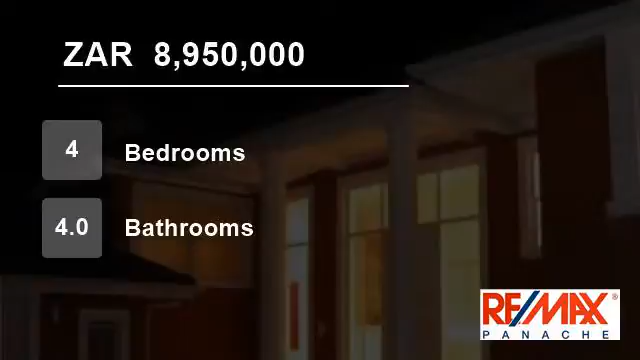 ZAR 8,950,000
4 Bedrooms
4.0 Bathrooms
RE/MAX®
PANACHE